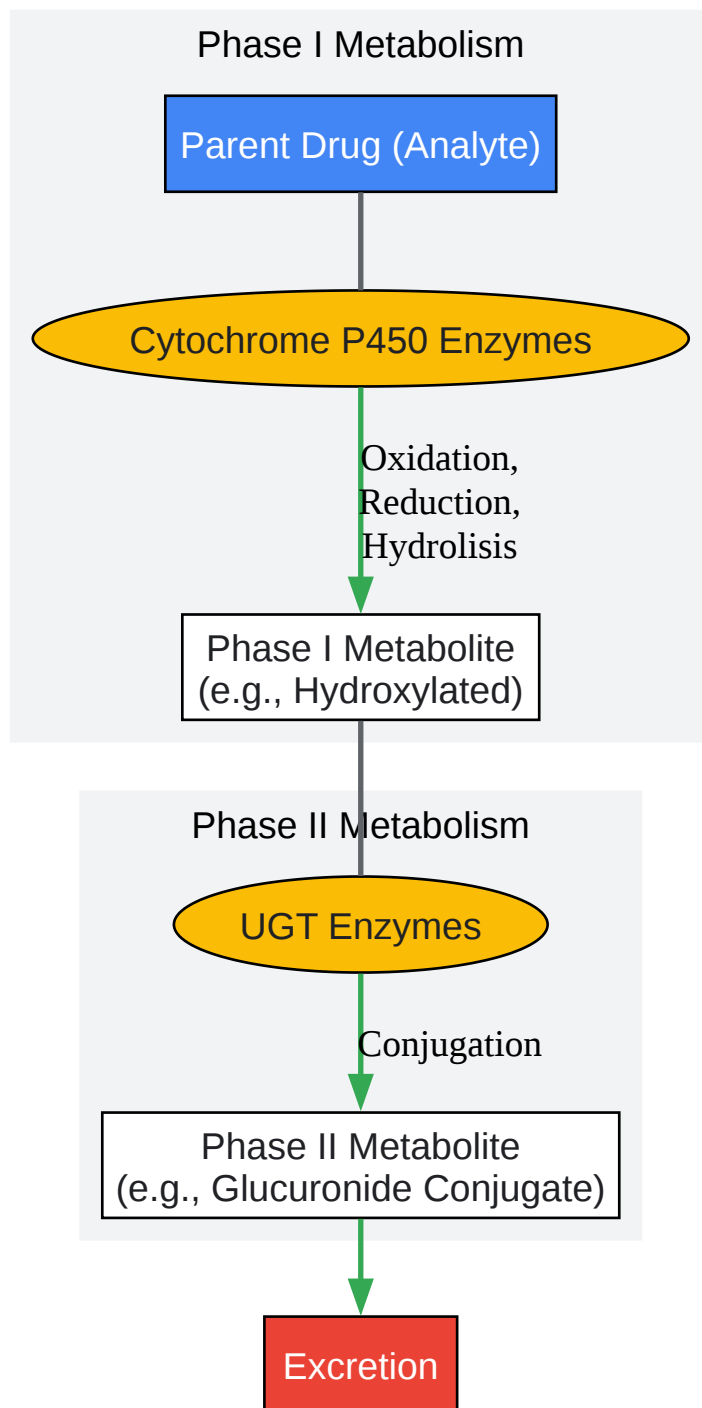 Phase I Metabolism
Parent Drug (Analyte)
Cytochrome P450 Enzymes
Oxidation,
Reduction,
Hydrolisis
Phase I Metabolite
(e.g., Hydroxylated)
Phase II Metabolism
UGT Enzymes
Conjugation
Phase II Metabolite
(e.g., Glucuronide Conjugate)
Excretion